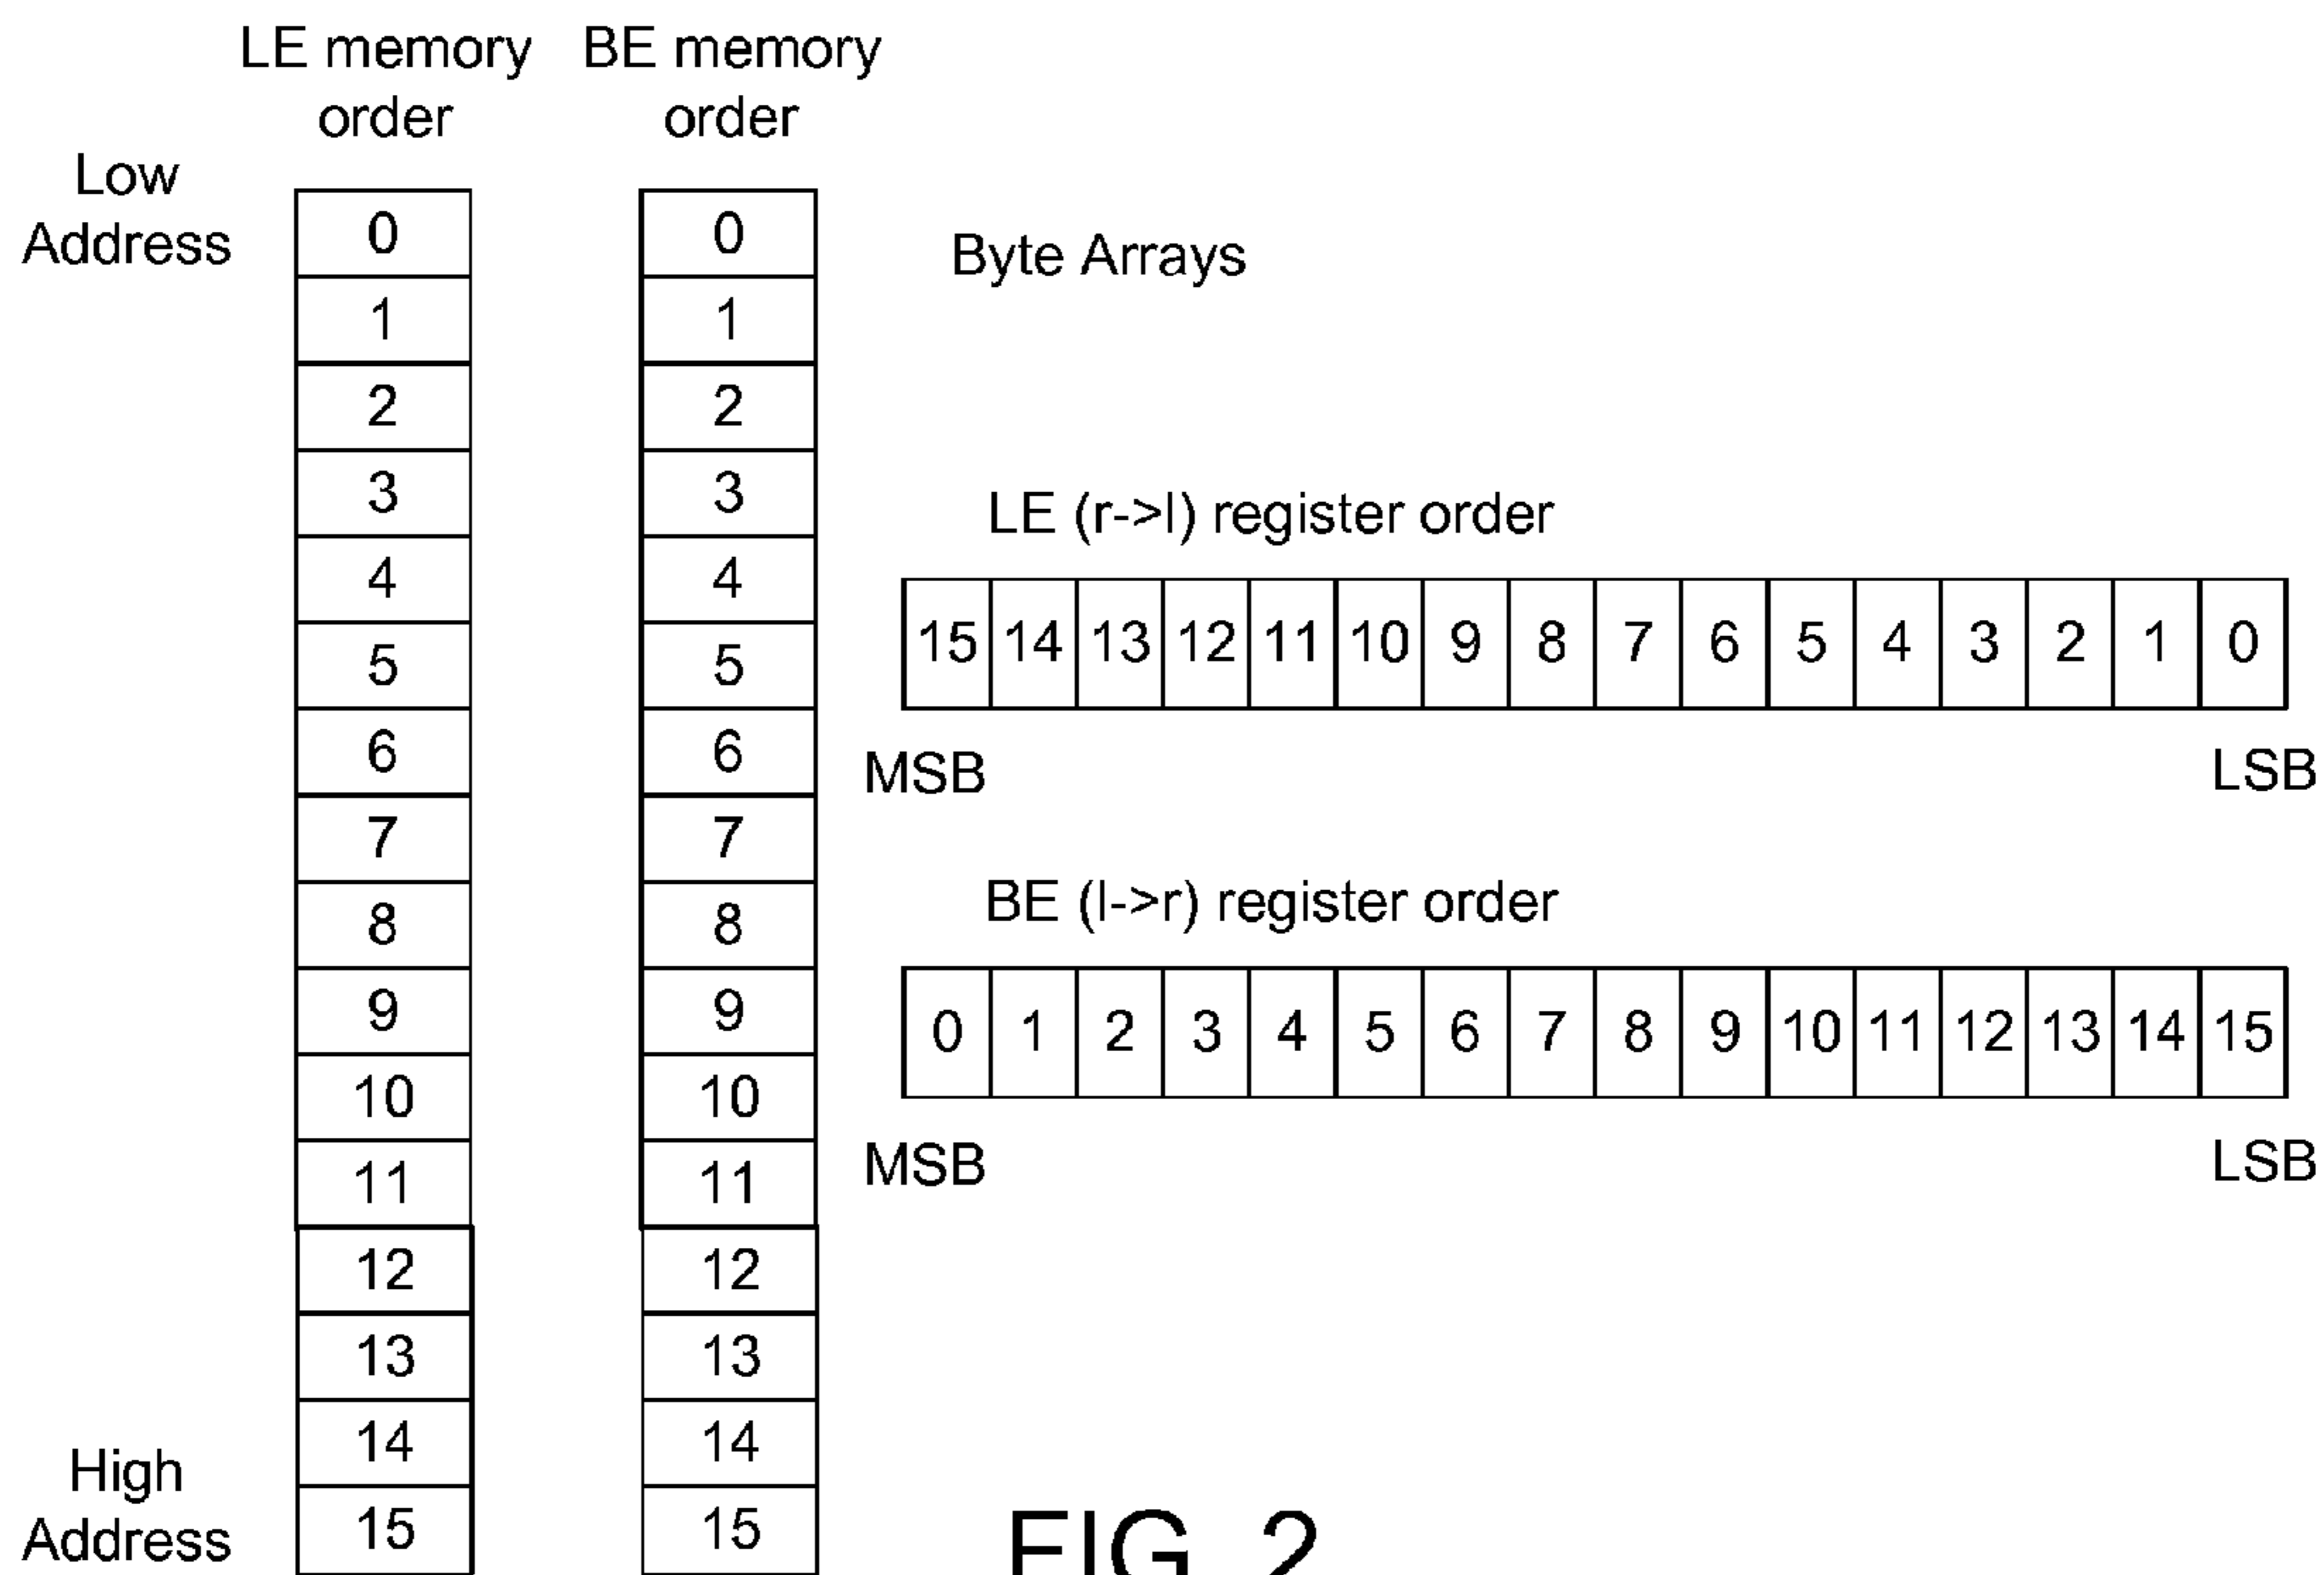 LE memory order
BE memory order
Low Address
High Address
0 0
1 1
2 2
3 3
4 4
5 5
6 6
7 7
8 8
9 9
10 10
11 11
12 12
13 13
14 14
15 15
Byte Arrays
LE (r->l) register order
15 14 13 12 11 10 9 8 7 6 5 4 3 2 1 0
MSB LSB
BE (l->r) register order
0 1 2 3 4 5 6 7 8 9 10 11 12 13 14 15
MSB LSB
FIG. 2